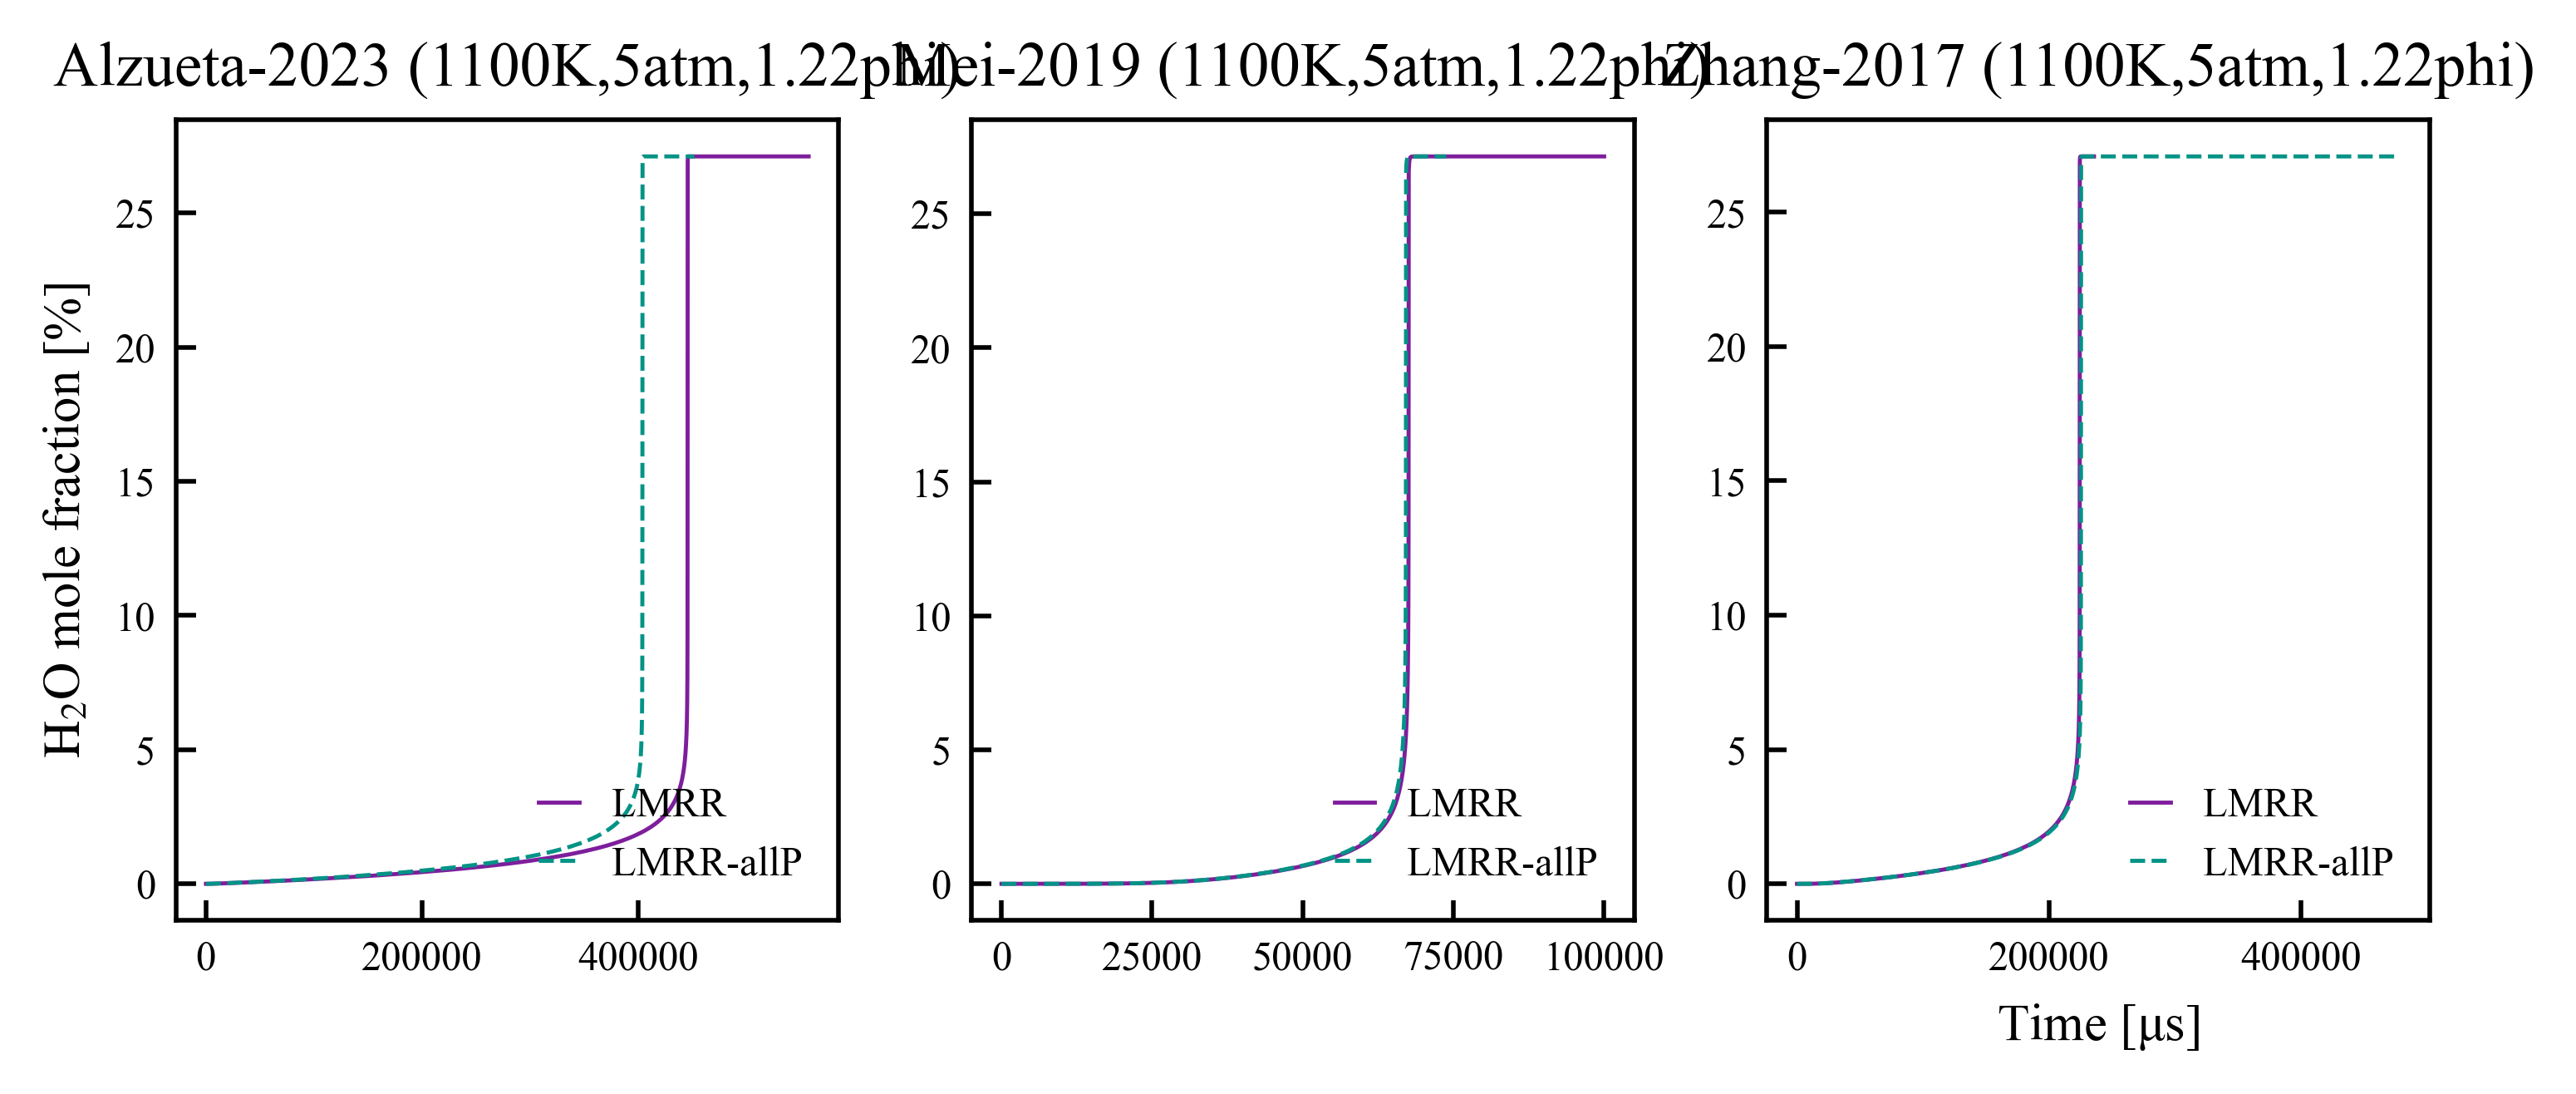 Alzueta-2023 (1100K,5atm,1.22phi)
Mei-2019 (1100K,5atm,1.22phi)
Zhang-2017 (1100K,5atm,1.22phi)
H₂O mole fraction [%]
25
20
15
10
5
0
LMRR
LMRR-allP
0 200000 400000
25
20
15
10
5
0
LMRR
LMRR-allP
0 25000 50000 75000 100000
25
20
15
10
5
0
LMRR
LMRR-allP
0 200000 400000
Time [μs]